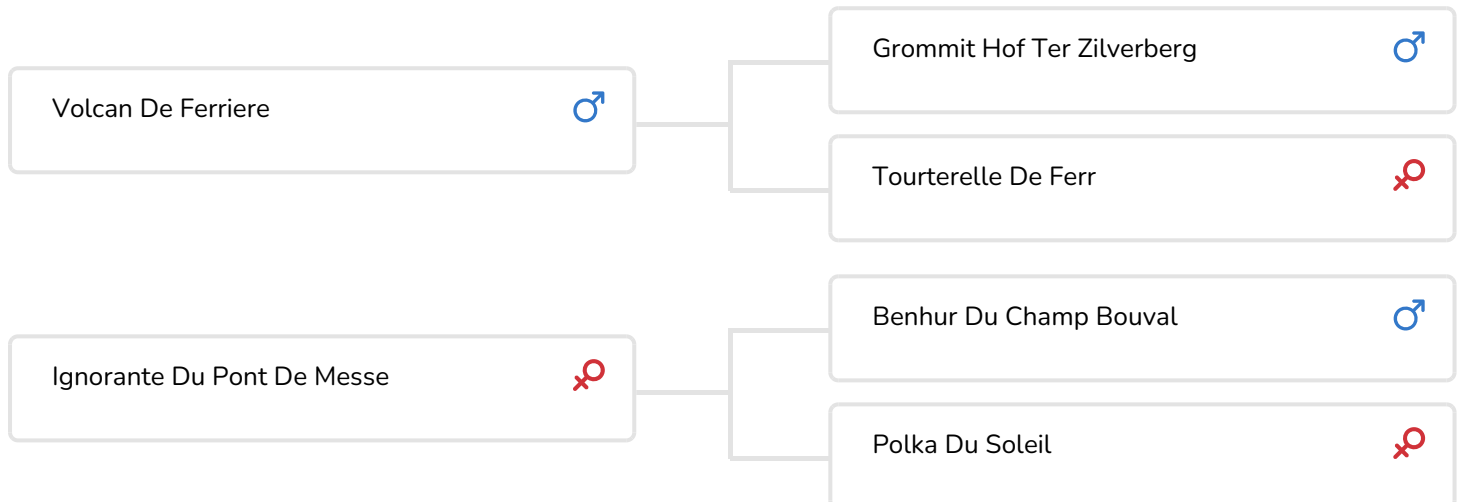 Volcan De Ferriere
Grommit Hof Ter Zilverberg
Tourterelle De Ferr
Ignorante Du Pont De Messe
Benhur Du Champ Bouval
Polka Du Soleil